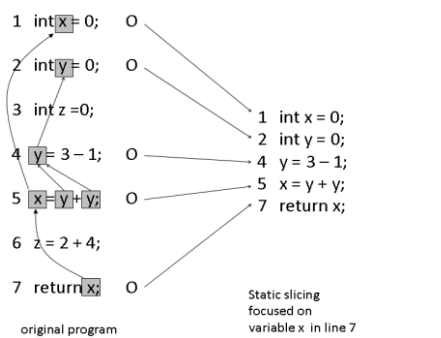 1 int x = 0; O
2 int y = 0; O
3 int z =0;
4 y = 3 – 1; O
5 x = y + y; O
6 z = 2 + 4;
7 return x; O
original program
1 int x = 0;
2 int y = 0;
4 y = 3 – 1;
5 x = y + y;
7 return x;
Static slicing
focused on
variable x in line 7